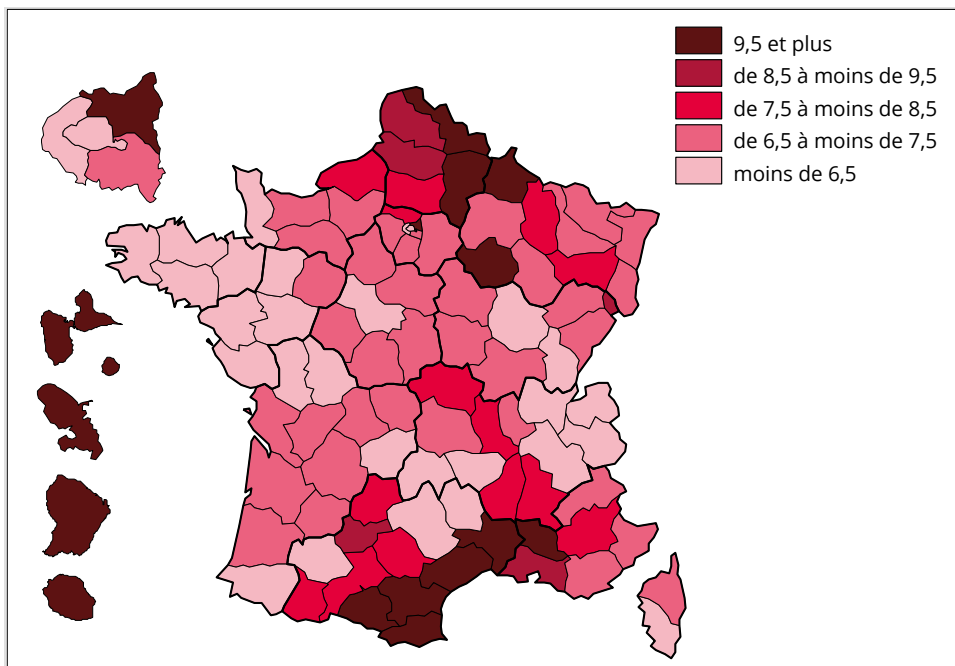 9,5 et plus
de 8,5 à moins de 9,5
de 7,5 à moins de 8,5
de 6,5 à moins de 7,5
moins de 6,5